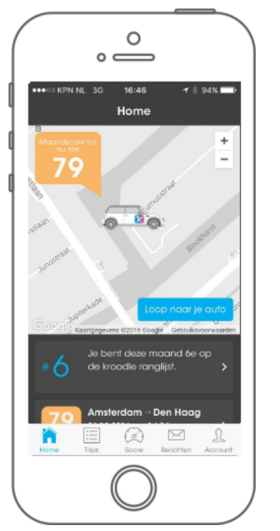 KPN NL 3G 16:46 94%
Home
Maandscore tot
nu toe
79
+
−
Junostraat
Binckhorst
Jupiterkade
Loop naar je auto
Google Kaartgegevens ©2016 Google Gebruiksvoorwaarden
#6
Je bent deze maand 6e op
de kroodle ranglijst.
79 Amsterdam → Den Haag
Home Trips Score Berichten Account